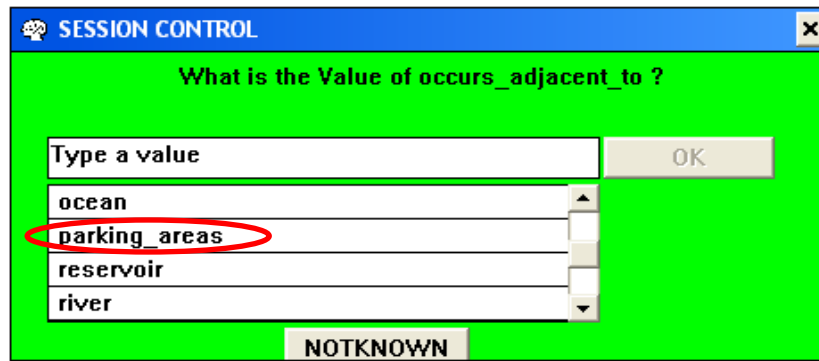 SESSION CONTROL
What is the Value of occurs_adjacent_to ?
Type a value
OK
ocean
parking_areas
reservoir
river
NOTKNOWN